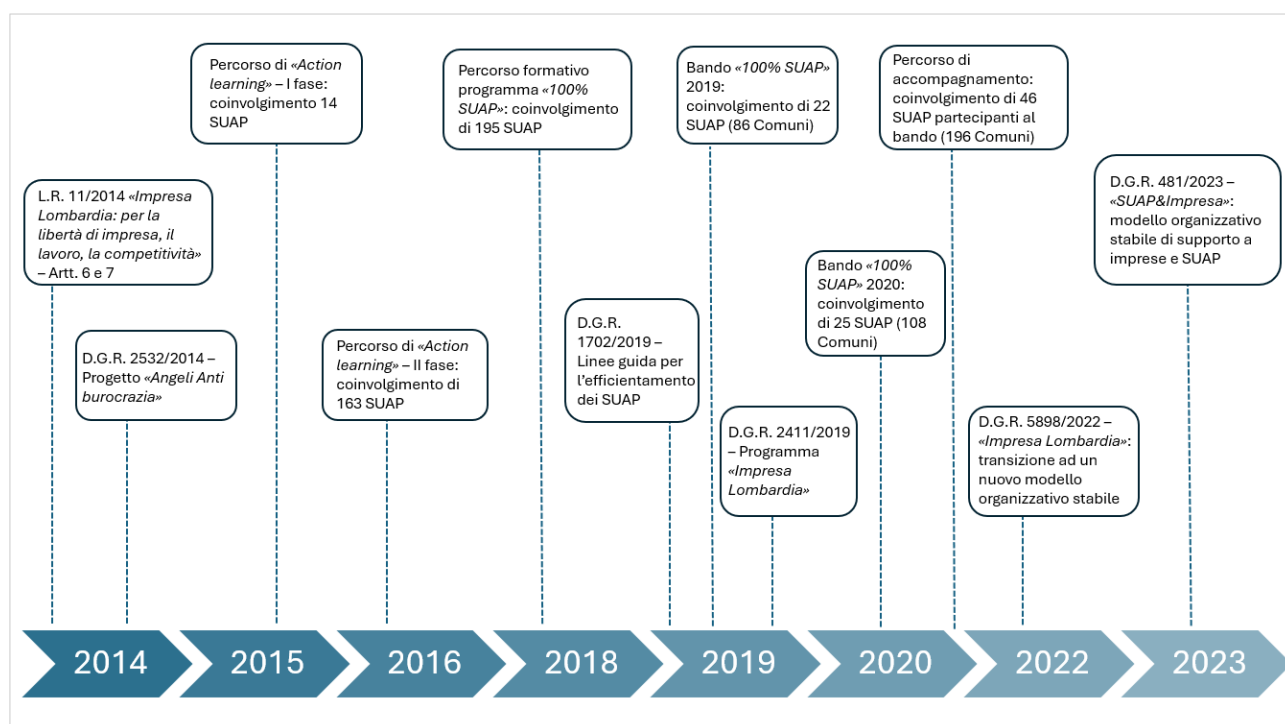 Percorso di «Action
learning» – I fase:
coinvolgimento 14
SUAP
Percorso formativo
programma «100%
SUAP»: coinvolgimento
di 195 SUAP
Bando «100% SUAP»
2019:
coinvolgimento di 22
SUAP (86 Comuni)
Percorso di
accompagnamento:
coinvolgimento di 46
SUAP partecipanti al
bando (196 Comuni)
L.R. 11/2014 «Impresa
Lombardia: per la
libertà di impresa, il
lavoro, la competitività»
– Artt. 6 e 7
D.G.R. 481/2023 –
«SUAP&Impresa»:
modello organizzativo
stabile di supporto a
imprese e SUAP
Bando «100%
SUAP» 2020:
coinvolgimento
di 25 SUAP (108
Comuni)
D.G.R. 2532/2014 –
Progetto «Angeli Anti
burocrazia»
Percorso di «Action
learning» – II fase:
coinvolgimento di
163 SUAP
D.G.R.
1702/2019 –
Linee guida per
l'efficientamento
dei SUAP
D.G.R. 2411/2019
– Programma
«Impresa
Lombardia»
D.G.R. 5898/2022 –
«Impresa Lombardia»:
transizione ad un
nuovo modello
organizzativo stabile
2014
2015
2016
2018
2019
2020
2022
2023